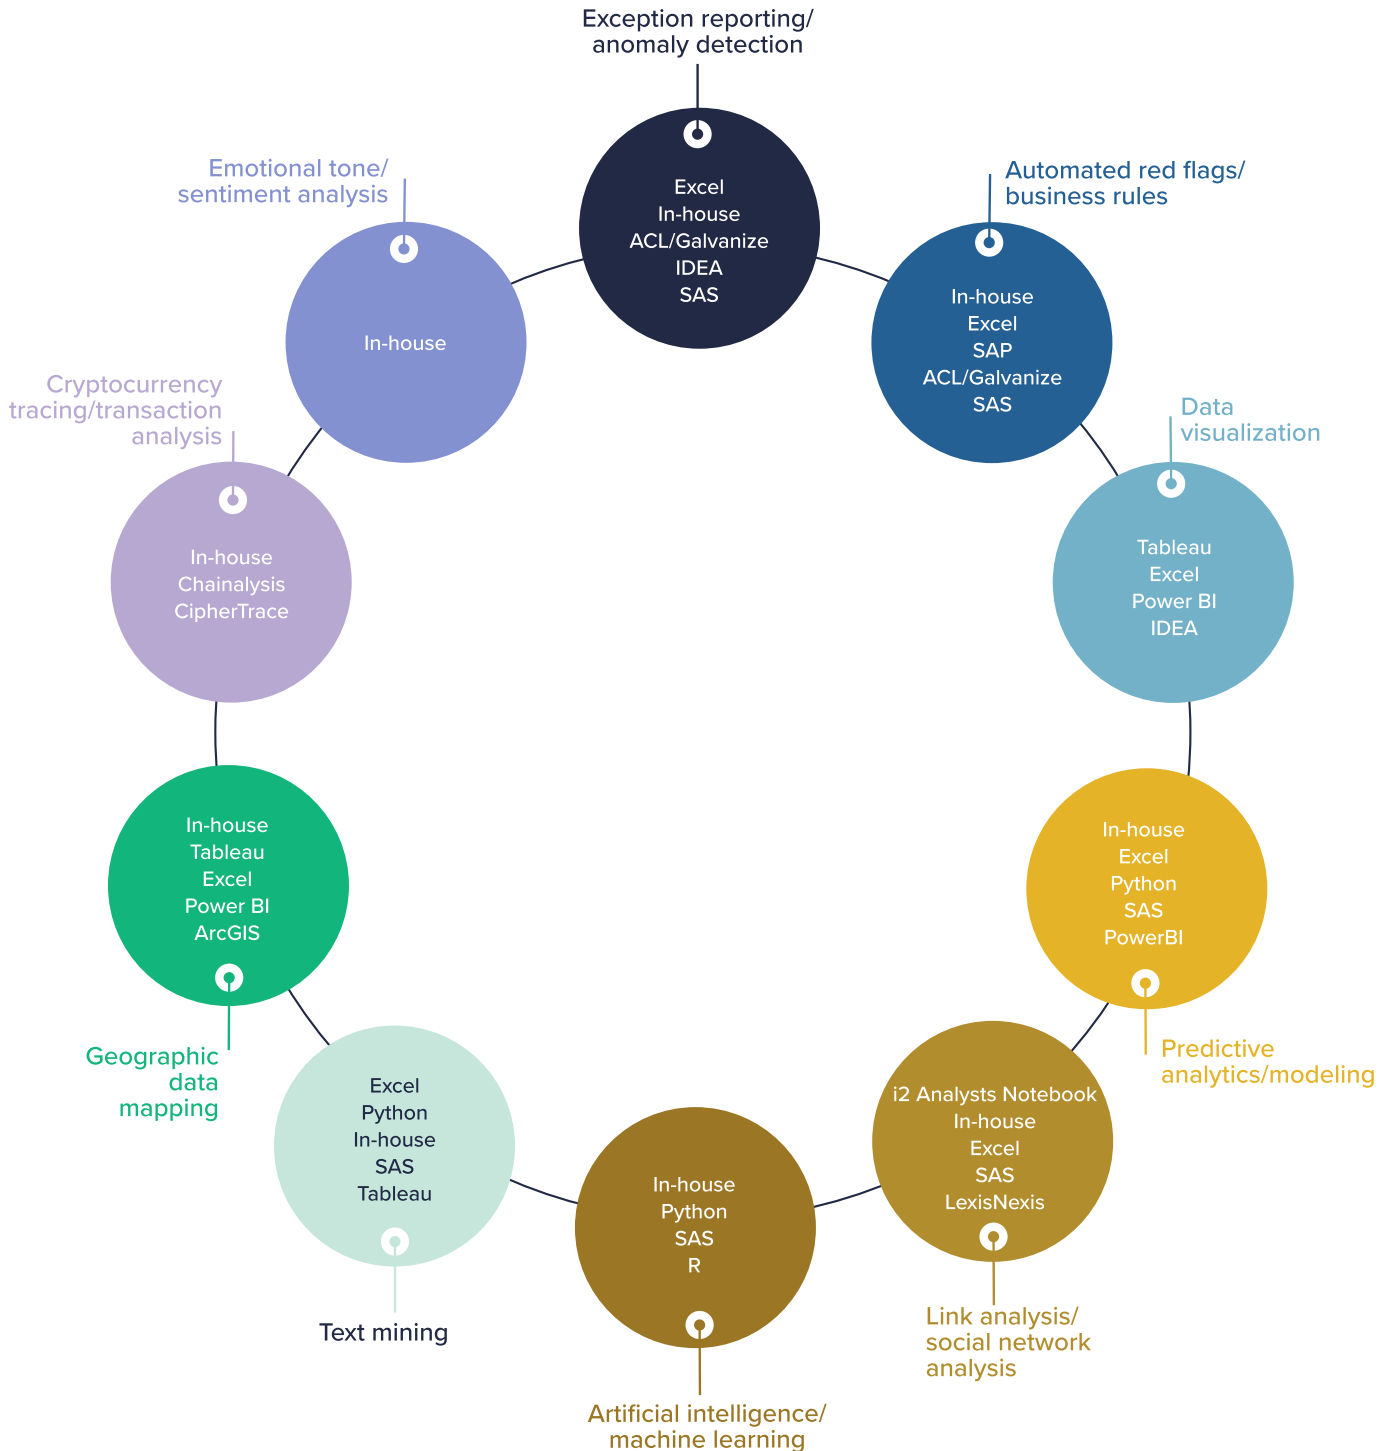 Exception reporting/
anomaly detection
Excel
In-house
ACL/Galvanize
IDEA
SAS
Automated red flags/
business rules
In-house
Excel
SAP
ACL/Galvanize
SAS
Data
visualization
Tableau
Excel
Power BI
IDEA
Predictive
analytics/modeling
In-house
Excel
Python
SAS
PowerBI
Link analysis/
social network
analysis
i2 Analysts Notebook
In-house
Excel
SAS
LexisNexis
Artificial intelligence/
machine learning
In-house
Python
SAS
R
Text mining
Excel
Python
In-house
SAS
Tableau
Geographic
data
mapping
In-house
Tableau
Excel
Power BI
ArcGIS
Cryptocurrency
tracing/transaction
analysis
In-house
Chainalysis
CipherTrace
Emotional tone/
sentiment analysis
In-house